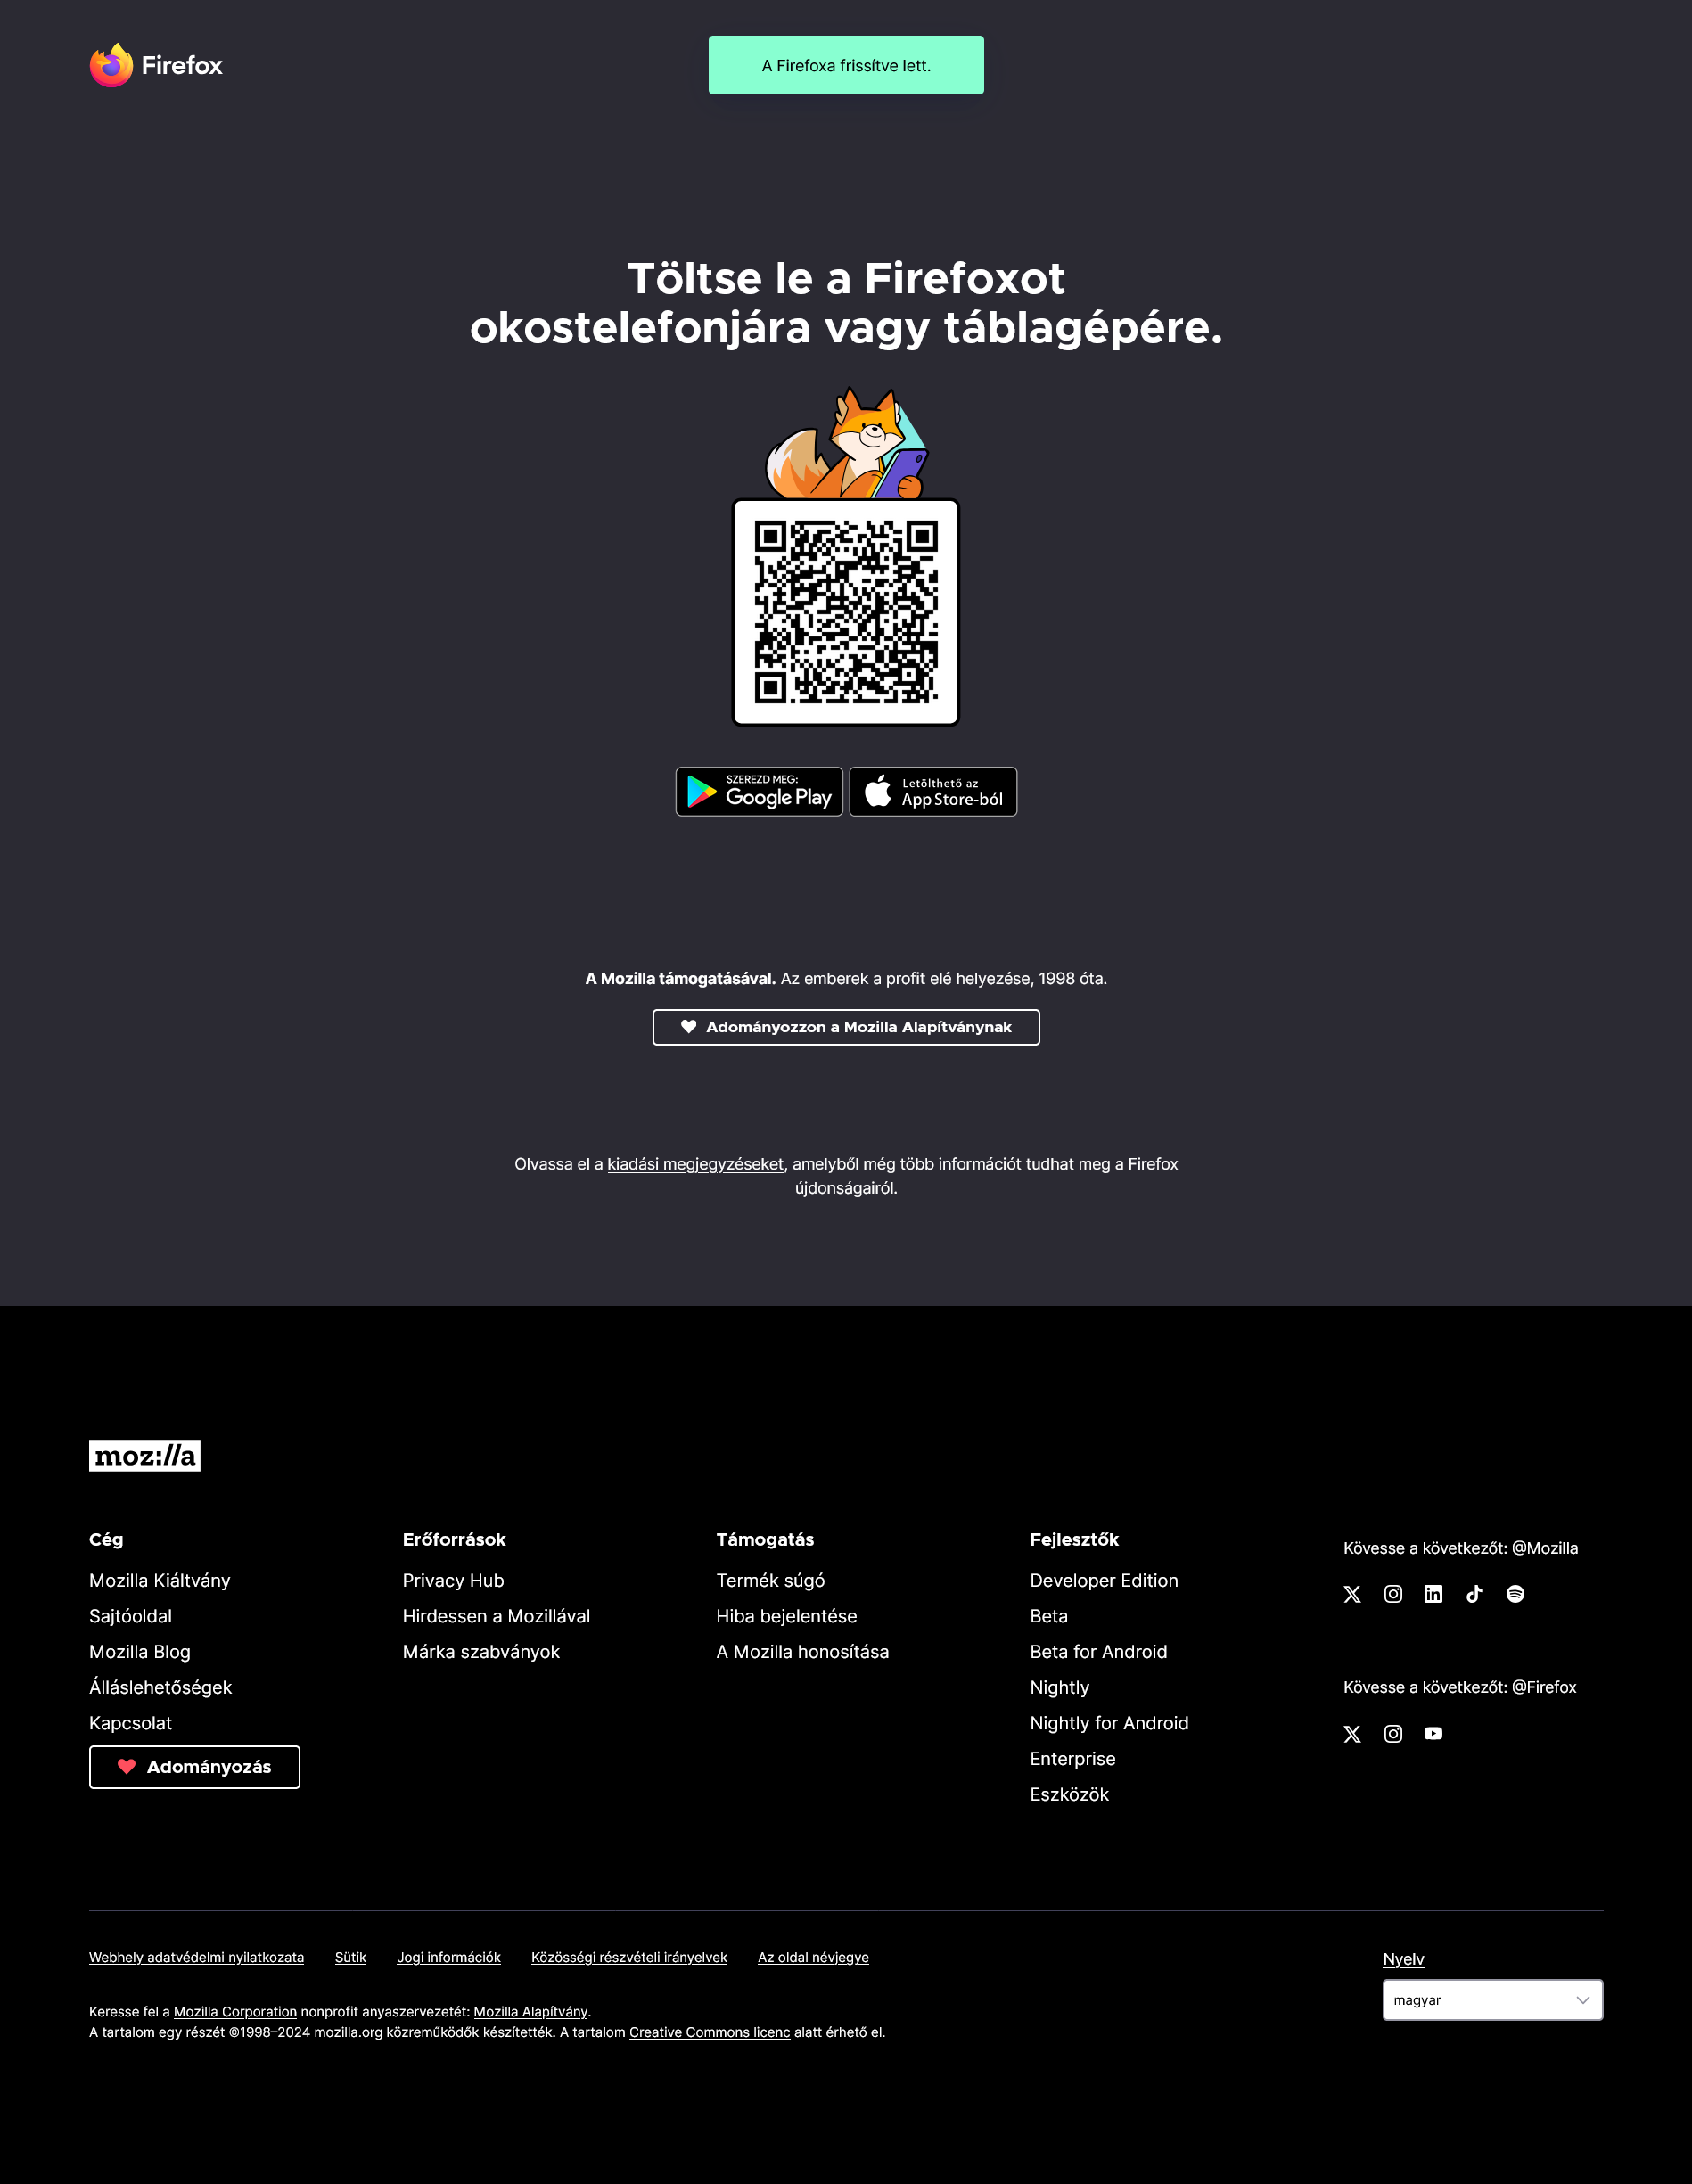 Firefox
A Firefoxa frissítve lett.
Töltse le a Firefoxot
okostelefonjára vagy táblagépére.
SZEREZD MEG:
Google Play
Letölthető az
App Store-ból
A Mozilla támogatásával. Az emberek a profit elé helyezése, 1998 óta.
Adományozzon a Mozilla Alapítványnak
Olvassa el a kiadási megjegyzéseket, amelyből még több információt tudhat meg a Firefox
újdonságairól.
moz://a
Cég
Mozilla Kiáltvány
Sajtóoldal
Mozilla Blog
Álláslehetőségek
Kapcsolat
Adományozás
Erőforrások
Privacy Hub
Hirdessen a Mozillával
Márka szabványok
Támogatás
Termék súgó
Hiba bejelentése
A Mozilla honosítása
Fejlesztők
Developer Edition
Beta
Beta for Android
Nightly
Nightly for Android
Enterprise
Eszközök
Kövesse a következőt: @Mozilla
Kövesse a következőt: @Firefox
Webhely adatvédelmi nyilatkozata Sütik Jogi információk Közösségi részvételi irányelvek Az oldal névjegye
Keresse fel a Mozilla Corporation nonprofit anyaszervezetét: Mozilla Alapítvány.
A tartalom egy részét ©1998–2024 mozilla.org közreműködők készítették. A tartalom Creative Commons licenc alatt érhető el.
Nyelv
magyar